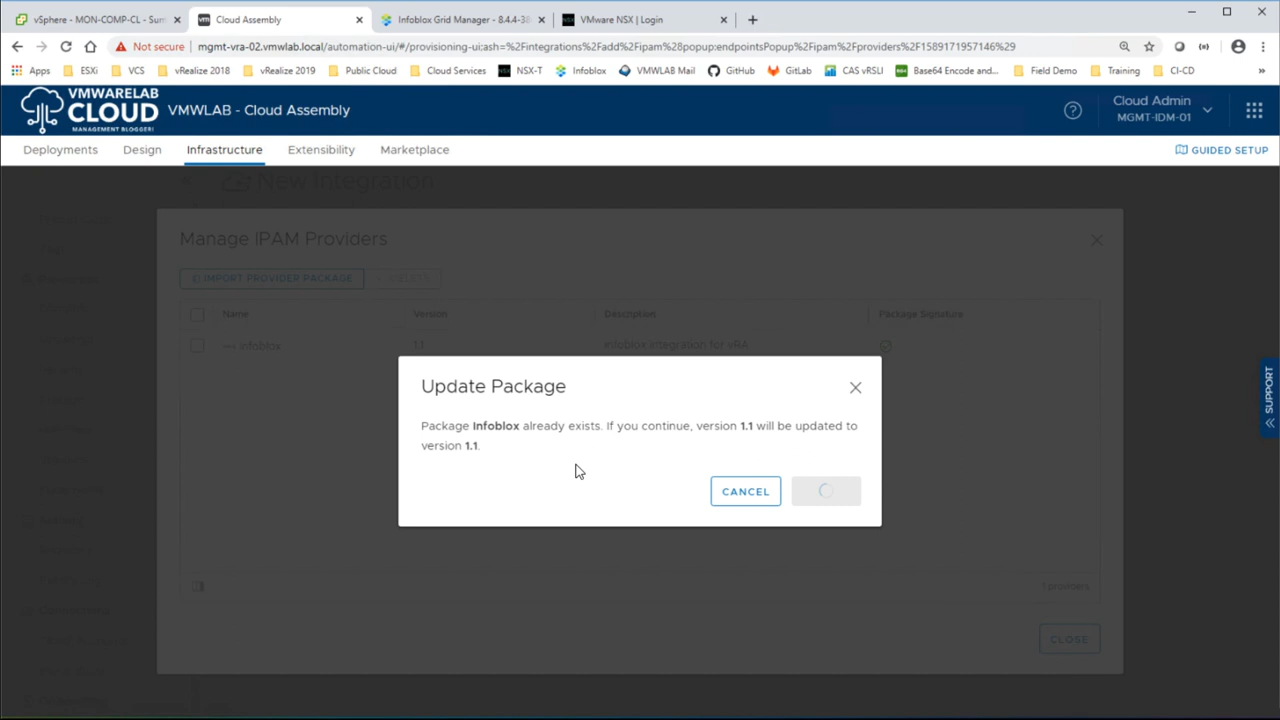 vSphere - MON-COMP-CL - Sum
Cloud Assembly
Infoblox Grid Manager - 8.4.4-38
VMware NSX | Login
Not secure
mgmt-vra-02.vmwlab.local/automation-ui/#/provisioning-ui;ash=%2Fintegrations%2Fadd%2Fipam%28popup:endpointsPopup%2Fipam%2Fproviders%2F1589171957146%29
Apps
ESXi
VCS
vRealize 2018
vRealize 2019
Public Cloud
Cloud Services
NSX-T
Infoblox
VMWLAB Mail
GitHub
GitLab
CAS vRSLI
Base64 Encode and...
Field Demo
Training
CI-CD
VMWARELAB
CLOUD
MANAGEMENT BLOGGER!
VMWLAB - Cloud Assembly
Cloud Admin
MGMT-IDM-01
Deployments
Design
Infrastructure
Extensibility
Marketplace
GUIDED SETUP
New Integration
Manage IPAM Providers
IMPORT PROVIDER PACKAGE
Name
Version
Description
Package Signature
Infoblox
1.1
Infoblox integration for vRA
Update Package
Package Infoblox already exists. If you continue, version 1.1 will be updated to
version 1.1.
CANCEL
1 providers
CLOSE
SUPPORT